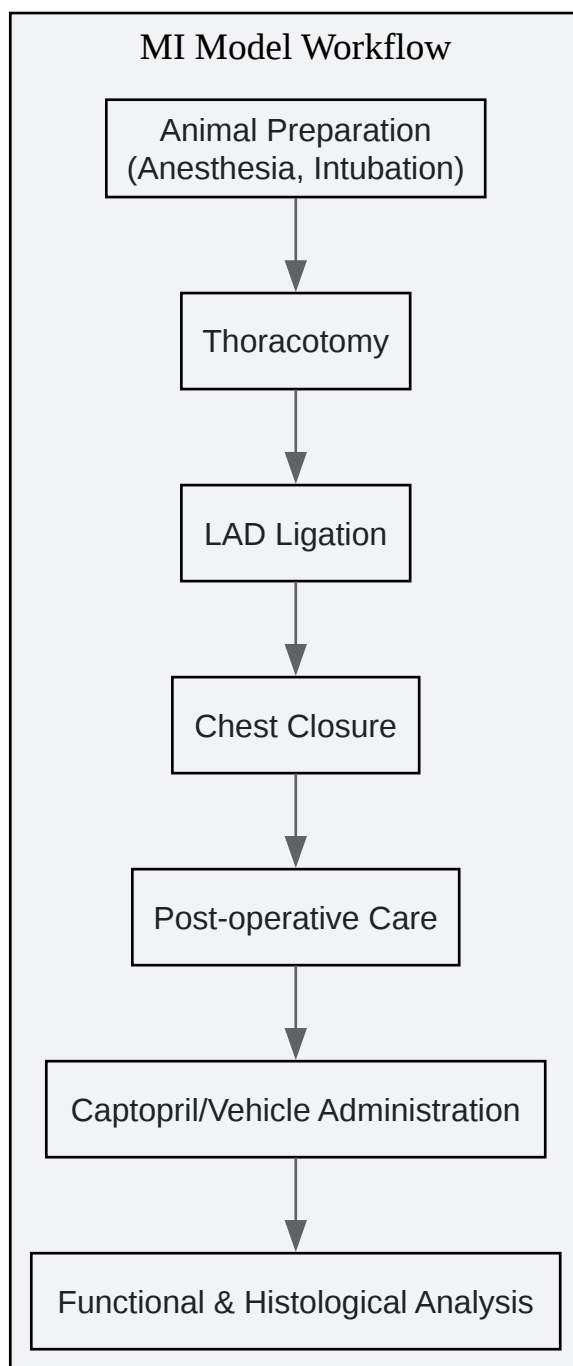 MI Model Workflow
Animal Preparation
(Anesthesia, Intubation)
Thoracotomy
LAD Ligation
Chest Closure
Post-operative Care
Captopril/Vehicle Administration
Functional & Histological Analysis